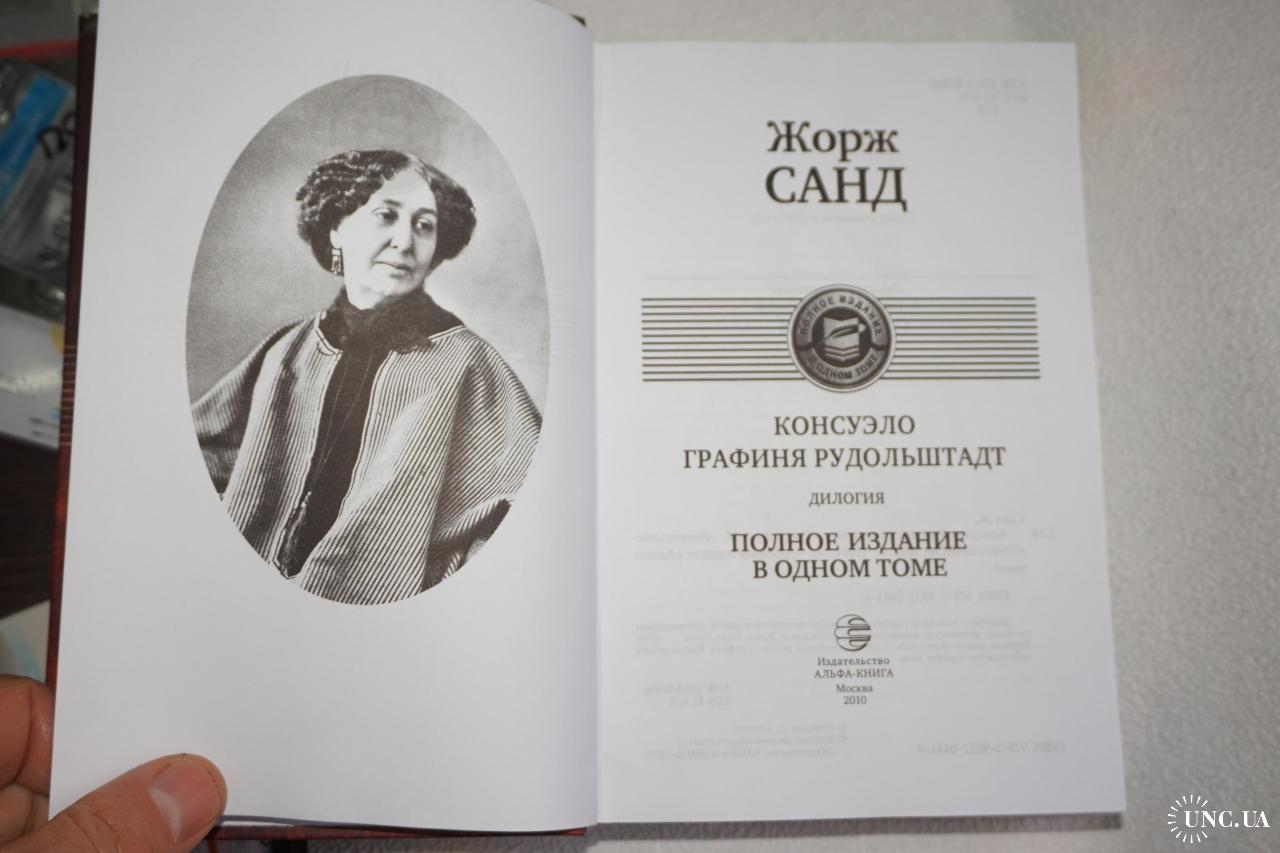 Жорж
САНД
ПОЛНОЕ ИЗДАНИЕ
В ОДНОМ ТОМЕ
КОНСУЭЛО
ГРАФИНЯ РУДОЛЬШТАДТ
ДИЛОГИЯ
ПОЛНОЕ ИЗДАНИЕ
В ОДНОМ ТОМЕ
Издательство
АЛЬФА-КНИГА
Москва
2010
UNC.UA